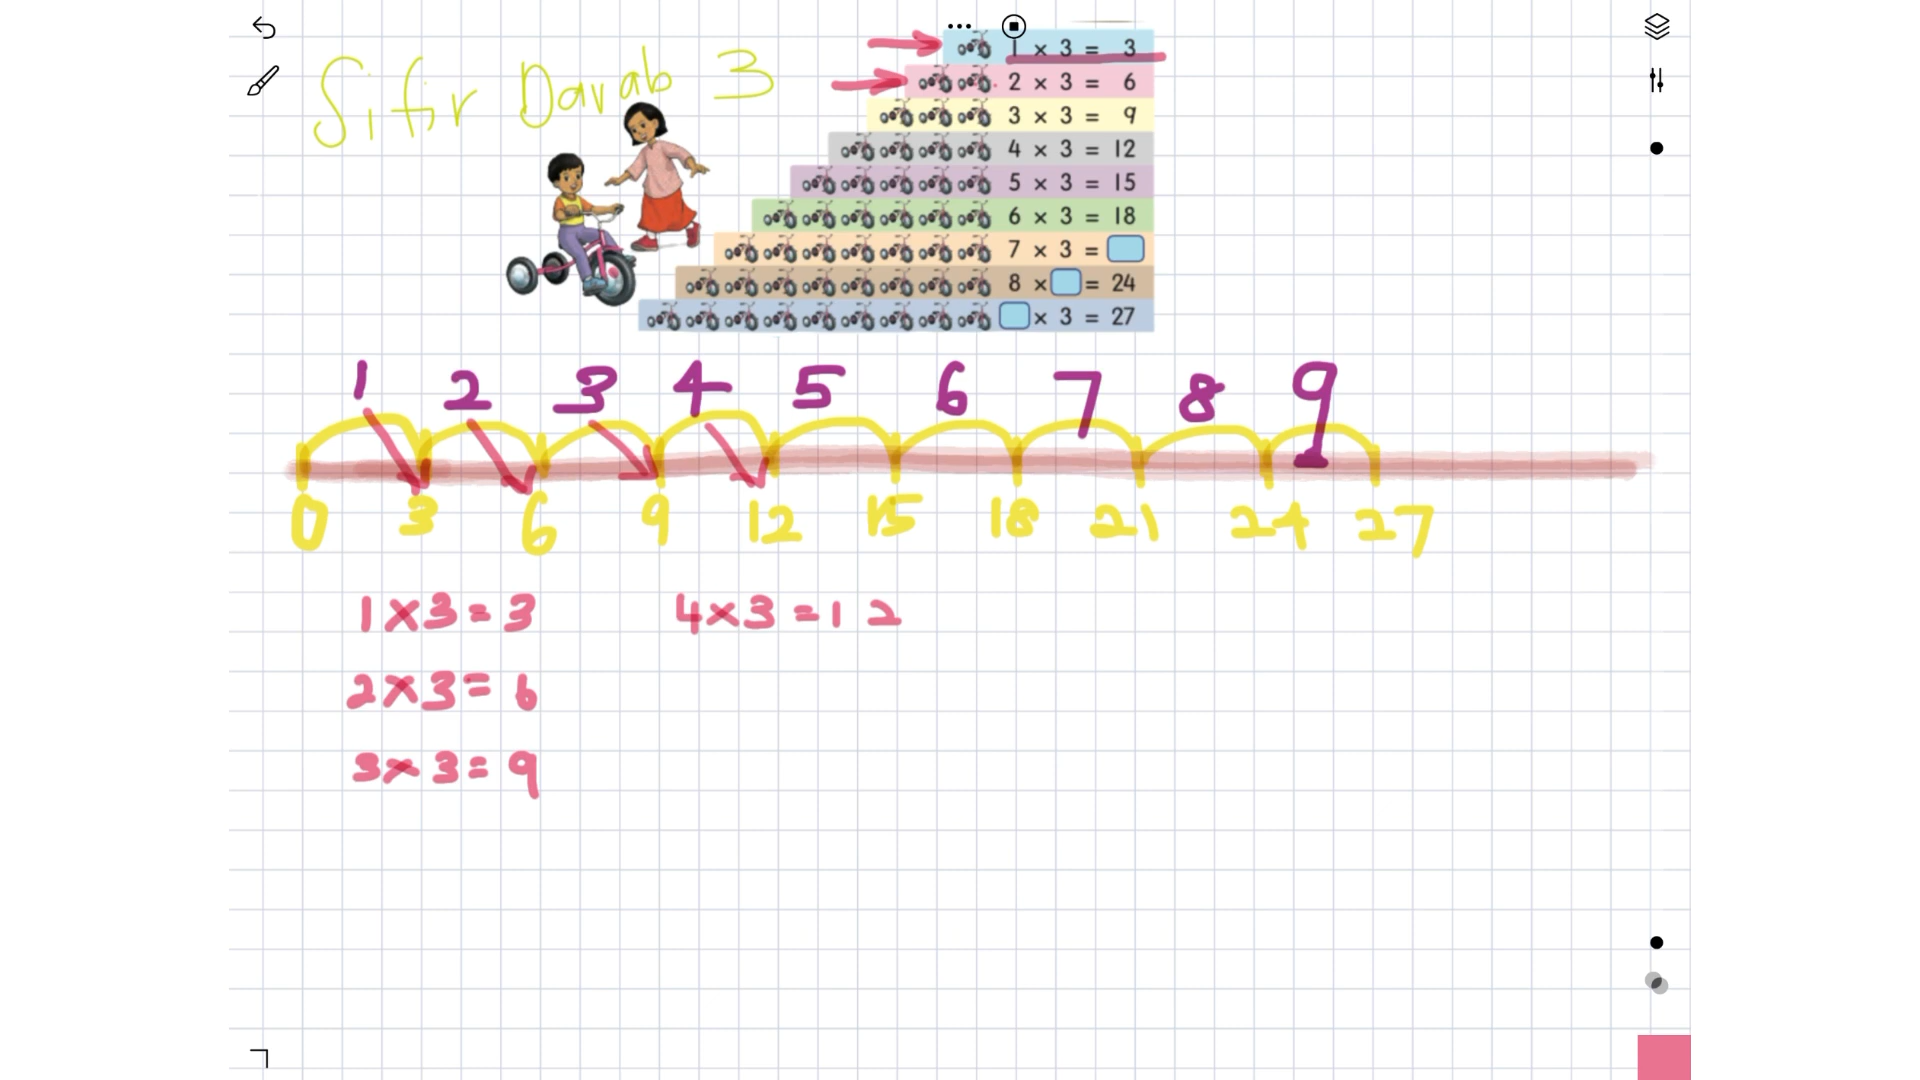 Sifir Darab 3
1 × 3 = 3
2 × 3 = 6
3 × 3 = 9
4 × 3 = 12
5 × 3 = 15
6 × 3 = 18
7 × 3 =
8 × = 24
× 3 = 27
1 2 3 4 5 6 7 8 9
0 3 6 9 12 15 18 21 24 27
1×3=3 4×3=12
2×3=6
3×3=9